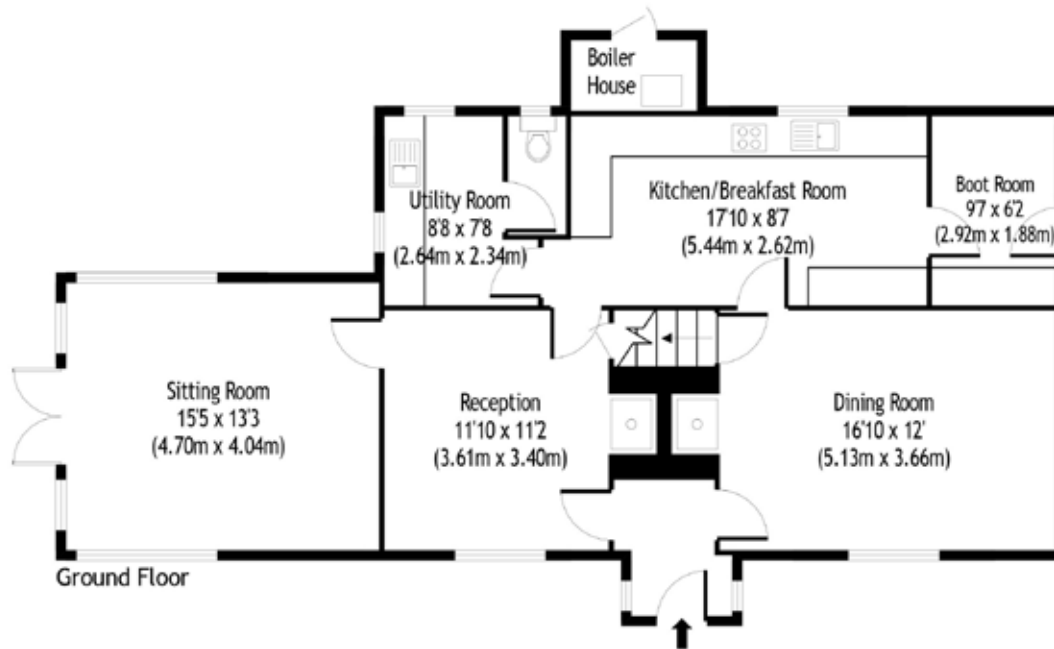 Boiler
House
Utility Room
8'8 x 7'8
(2.64m x 2.34m)
Kitchen/Breakfast Room
17'10 x 8'7
(5.44m x 2.62m)
Boot Room
9'7 x 6'2
(2.92m x 1.88m)
Sitting Room
15'5 x 13'3
(4.70m x 4.04m)
Reception
11'10 x 11'2
(3.61m x 3.40m)
Dining Room
16'10 x 12'
(5.13m x 3.66m)
Ground Floor